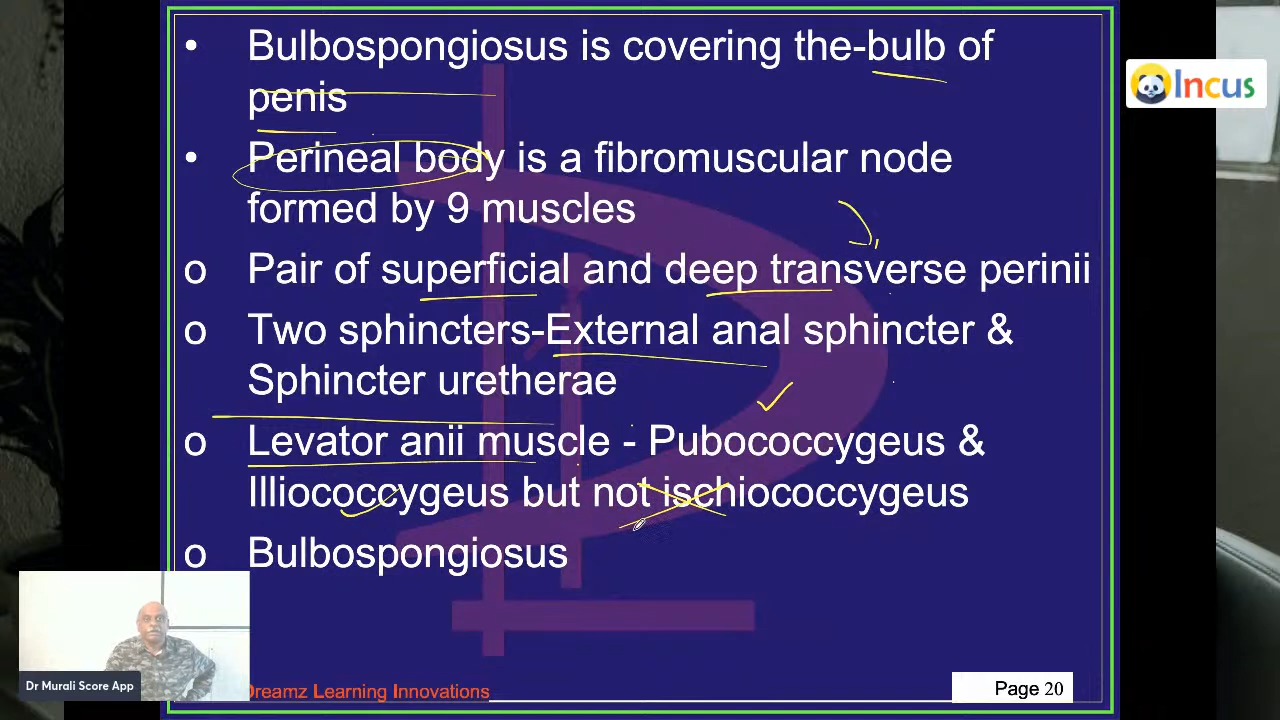 • Bulbospongiosus is covering the-bulb of
penis
• Perineal body is a fibromuscular node
formed by 9 muscles
o Pair of superficial and deep transverse perinii
o Two sphincters-External anal sphincter &
Sphincter uretherae
o Levator anii muscle - Pubococcygeus &
Illiococcygeus but not ischiococcygeus
o Bulbospongiosus
Incus
Dr Murali Score App
Dreamz Learning Innovations
Page 20